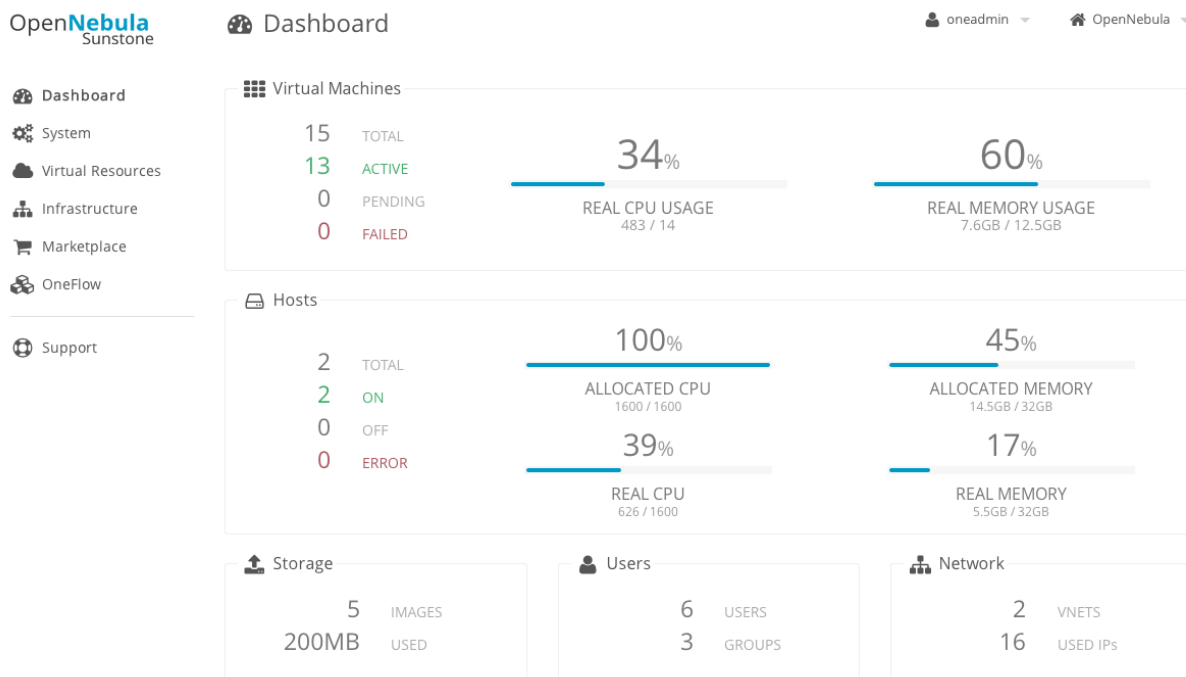 OpenNebula
Sunstone
Dashboard
oneadmin
OpenNebula
Dashboard
System
Virtual Resources
Infrastructure
Marketplace
OneFlow
Support
Virtual Machines
15 TOTAL
13 ACTIVE
0 PENDING
0 FAILED
34%
REAL CPU USAGE
483 / 14
60%
REAL MEMORY USAGE
7.6GB / 12.5GB
Hosts
2 TOTAL
2 ON
0 OFF
0 ERROR
100%
ALLOCATED CPU
1600 / 1600
45%
ALLOCATED MEMORY
14.5GB / 32GB
39%
REAL CPU
626 / 1600
17%
REAL MEMORY
5.5GB / 32GB
Storage
5 IMAGES
200MB USED
Users
6 USERS
3 GROUPS
Network
2 VNETS
16 USED IPs